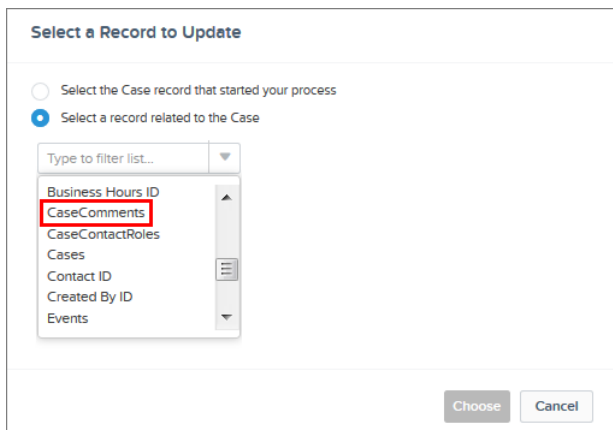 Select a Record to Update
Select the Case record that started your process
Select a record related to the Case
Type to filter list...
Business Hours ID
CaseComments
CaseContactRoles
Cases
Contact ID
Created By ID
Events
Choose
Cancel